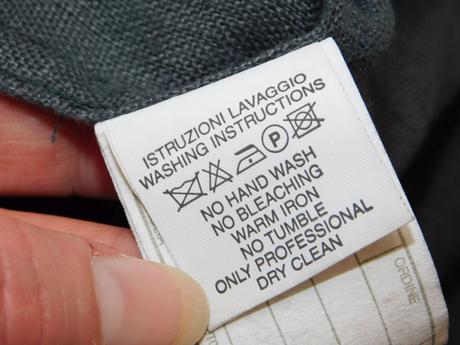 ISTRUZIONI LAVAGGIO
WASHING INSTRUCTIONS
P
NO HAND WASH
NO BLEACHING
WARM IRON
NO TUMBLE
ONLY PROFESSIONAL
DRY CLEAN
ORDINE